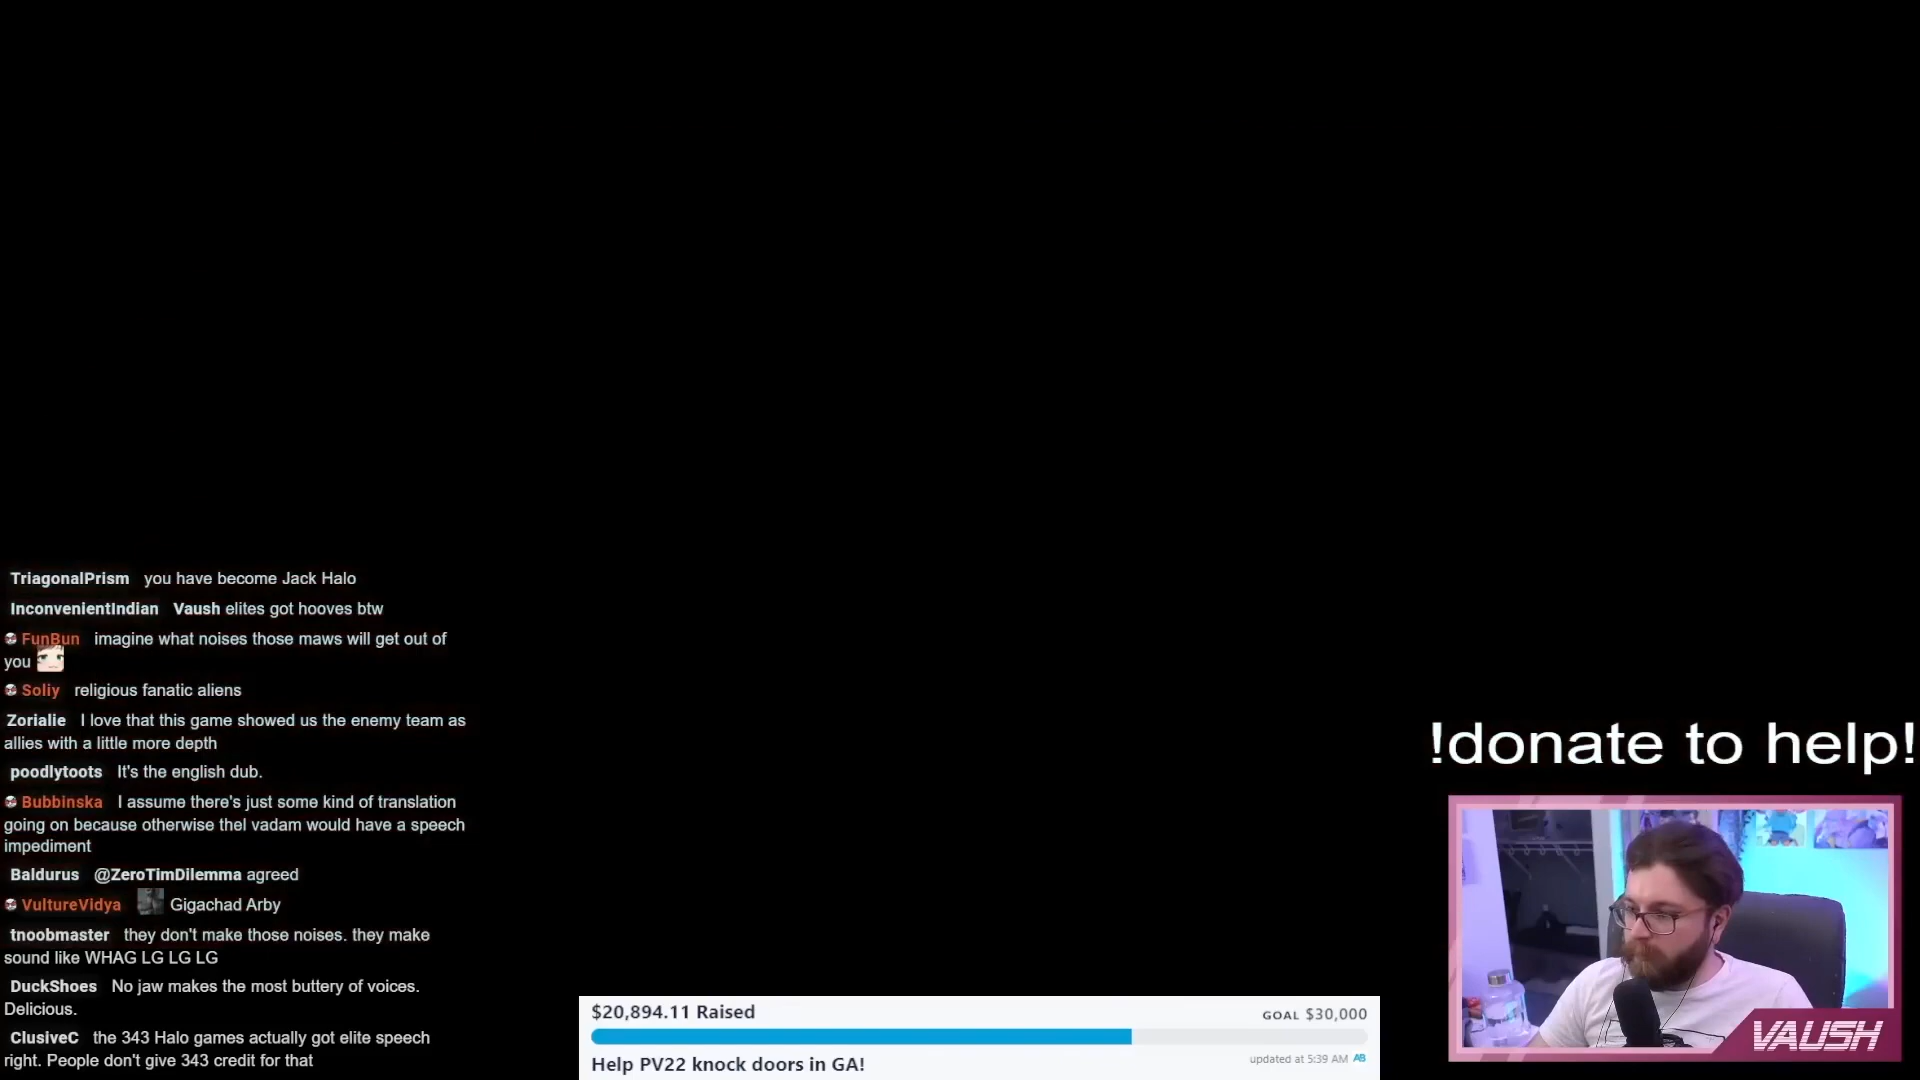 TriagonalPrism you have become Jack Halo
InconvenientIndian Vaush elites got hooves btw
FunBun imagine what noises those maws will get out of
you
Soliy religious fanatic aliens
Zorialie I love that this game showed us the enemy team as
allies with a little more depth
poodlytoots It's the english dub.
Bubbinska I assume there's just some kind of translation
going on because otherwise thel vadam would have a speech
impediment
Baldurus @ZeroTimDilemma agreed
VultureVidya Gigachad Arby
tnoobmaster they don't make those noises. they make
sound like WHAG LG LG LG
DuckShoes No jaw makes the most buttery of voices.
Delicious.
ClusiveC the 343 Halo games actually got elite speech
right. People don't give 343 credit for that
$20,894.11 Raised
GOAL $30,000
Help PV22 knock doors in GA!
updated at 5:39 AM AB
!donate to help!
VAUSH